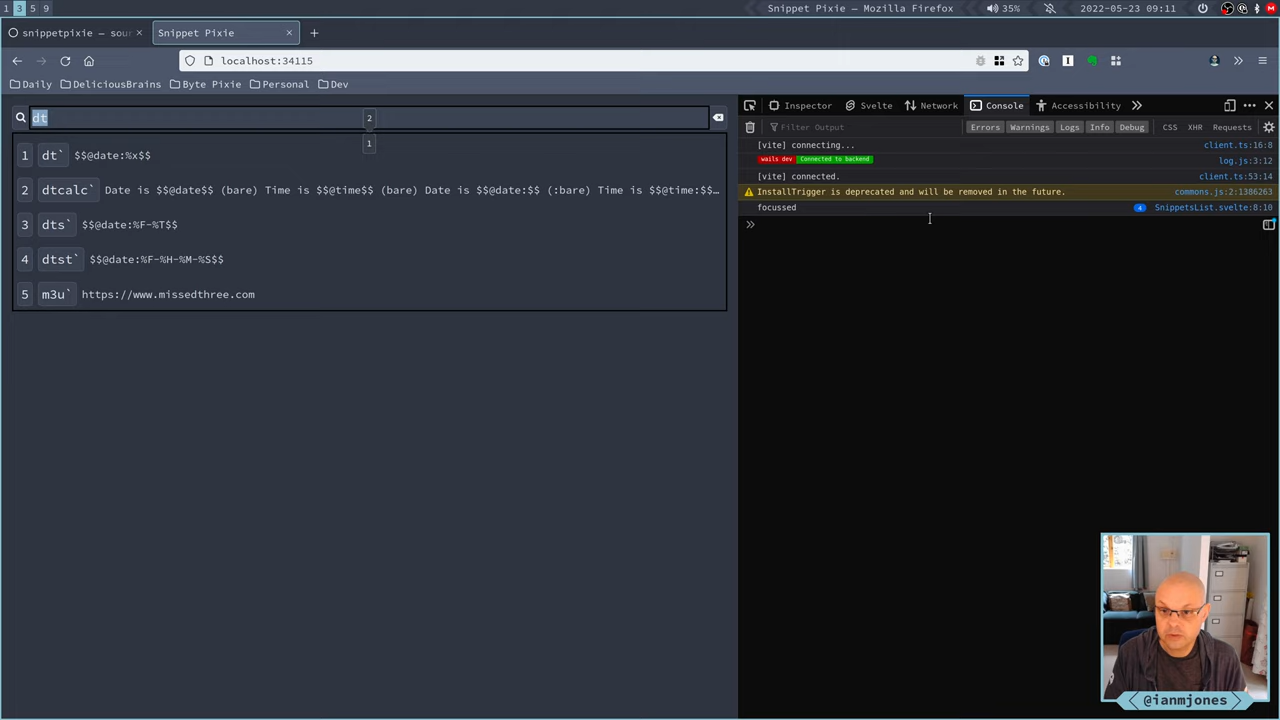 1 3 5 9
Snippet Pixie — Mozilla Firefox
35%
2022-05-23 09:11
snippetpixie — sour
Snippet Pixie
localhost:34115
Daily DeliciousBrains Byte Pixie Personal Dev
Inspector Svelte Network Console Accessibility
Filter Output
Errors Warnings Logs Info Debug CSS XHR Requests
dt
2
1
1 dt` $$@date:%x$$
2 dtcalc` Date is $$@date$$ (bare) Time is $$@time$$ (bare) Date is $$@date:$$ (:bare) Time is $$@time:$$…
3 dts` $$@date:%F-%T$$
4 dtst` $$@date:%F-%H-%M-%S$$
5 m3u` https://www.missedthree.com
[vite] connecting... client.ts:16:8
wails dev Connected to backend log.js:3:12
[vite] connected. client.ts:53:14
InstallTrigger is deprecated and will be removed in the future. commons.js:2:1386263
focussed 4 SnippetsList.svelte:8:10
@ianmjones